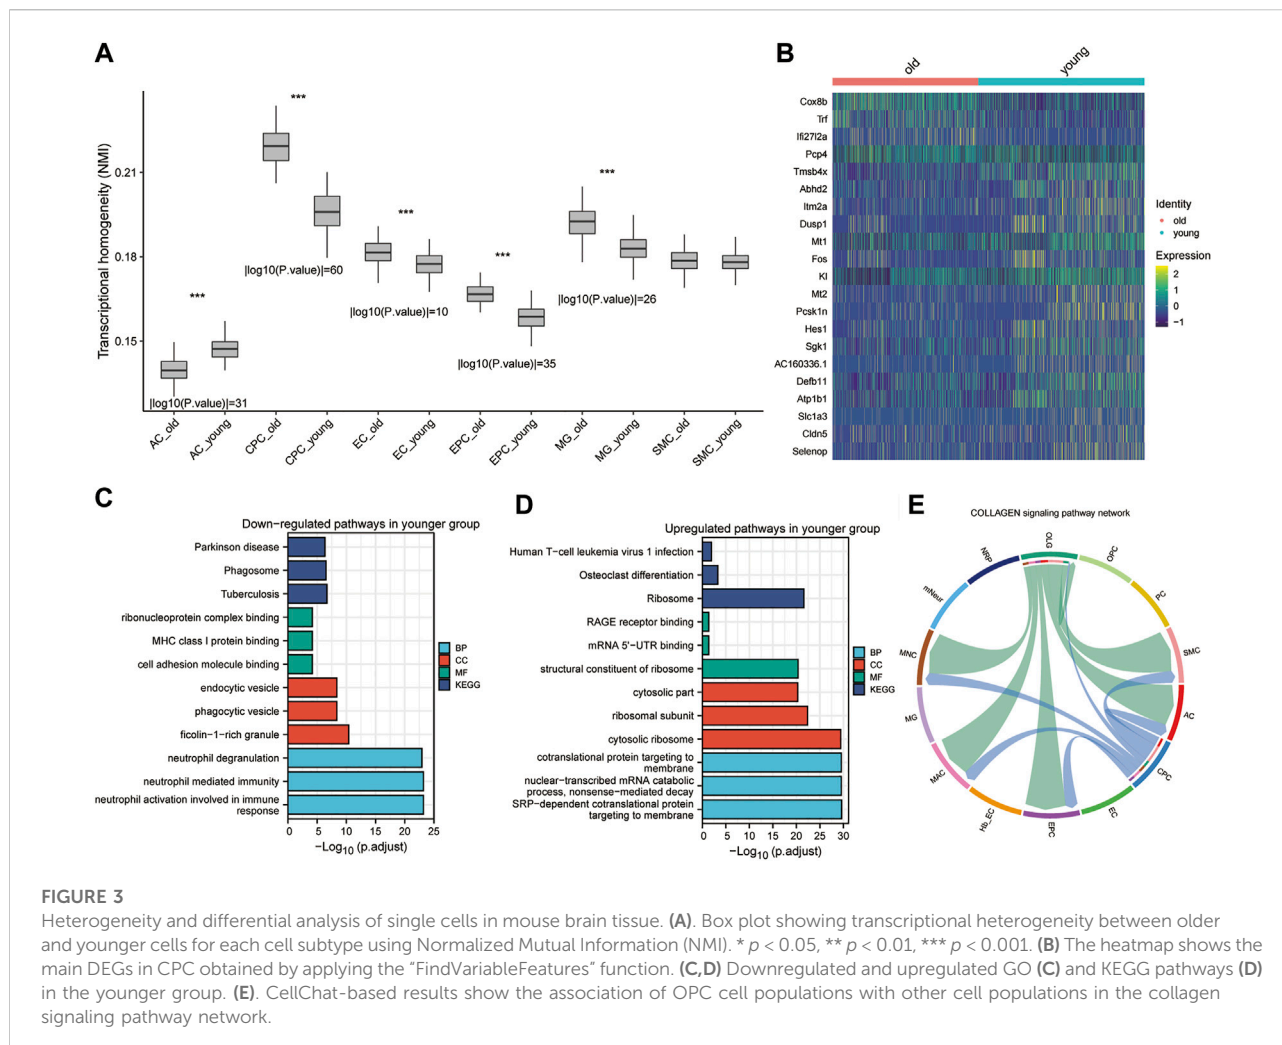 A
Transcriptional homogeneity (NMI)
0.21
0.18
0.15
***
***
***
***
***
|log10(P.value)|=31
|log10(P.value)|=60
|log10(P.value)|=10
|log10(P.value)|=35
|log10(P.value)|=26
AC_old
AC_young
CPC_old
CPC_young
EC_old
EC_young
EPC_old
EPC_young
MG_old
MG_young
SMC_old
SMC_young
B
old
young
Cox8b
Trf
Ifi27l2a
Pcp4
Tmsb4x
Abhd2
Itm2a
Dusp1
Mt1
Fos
Kl
Mt2
Pcsk1n
Hes1
Sgk1
AC160336.1
Defb11
Atp1b1
Slc1a3
Cldn5
Selenop
Identity
old
young
Expression
2
1
0
−1
C
Down−regulated pathways in younger group
Parkinson disease
Phagosome
Tuberculosis
ribonucleoprotein complex binding
MHC class I protein binding
cell adhesion molecule binding
endocytic vesicle
phagocytic vesicle
ficolin−1−rich granule
neutrophil degranulation
neutrophil mediated immunity
neutrophil activation involved in immune
response
0 5 10 15 20 25
−Log10 (p.adjust)
BP
CC
MF
KEGG
D
Upregulated pathways in younger group
Human T−cell leukemia virus 1 infection
Osteoclast differentiation
Ribosome
RAGE receptor binding
mRNA 5'−UTR binding
structural constituent of ribosome
cytosolic part
ribosomal subunit
cytosolic ribosome
cotranslational protein targeting to
membrane
nuclear−transcribed mRNA catabolic
process, nonsense−mediated decay
SRP−dependent cotranslational protein
targeting to membrane
0 5 10 15 20 25 30
−Log10 (p.adjust)
BP
CC
MF
KEGG
E
COLLAGEN signaling pathway network
OLG
OPC
PC
SMC
AC
CPC
EC
EPC
Hb_EC
MAC
MG
MNC
mNeur
NRP
FIGURE 3
Heterogeneity and differential analysis of single cells in mouse brain tissue. (A). Box plot showing transcriptional heterogeneity between older
and younger cells for each cell subtype using Normalized Mutual Information (NMI). * p < 0.05, ** p < 0.01, *** p < 0.001. (B) The heatmap shows the
main DEGs in CPC obtained by applying the “FindVariableFeatures” function. (C,D) Downregulated and upregulated GO (C) and KEGG pathways (D)
in the younger group. (E). CellChat-based results show the association of OPC cell populations with other cell populations in the collagen
signaling pathway network.